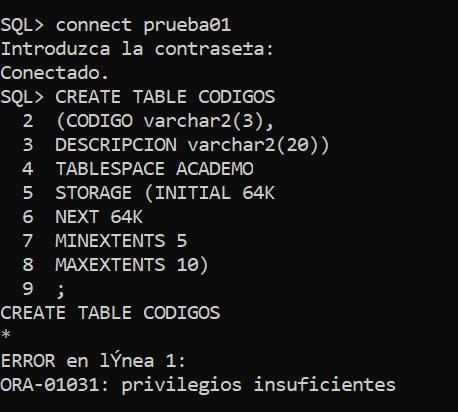 SQL> connect prueba01
Introduzca la contrase±a:
Conectado.
SQL> CREATE TABLE CODIGOS
2 (CODIGO varchar2(3),
3 DESCRIPCION varchar2(20))
4 TABLESPACE ACADEMO
5 STORAGE (INITIAL 64K
6 NEXT 64K
7 MINEXTENTS 5
8 MAXEXTENTS 10)
9 ;
CREATE TABLE CODIGOS
*
ERROR en lÝnea 1:
ORA-01031: privilegios insuficientes